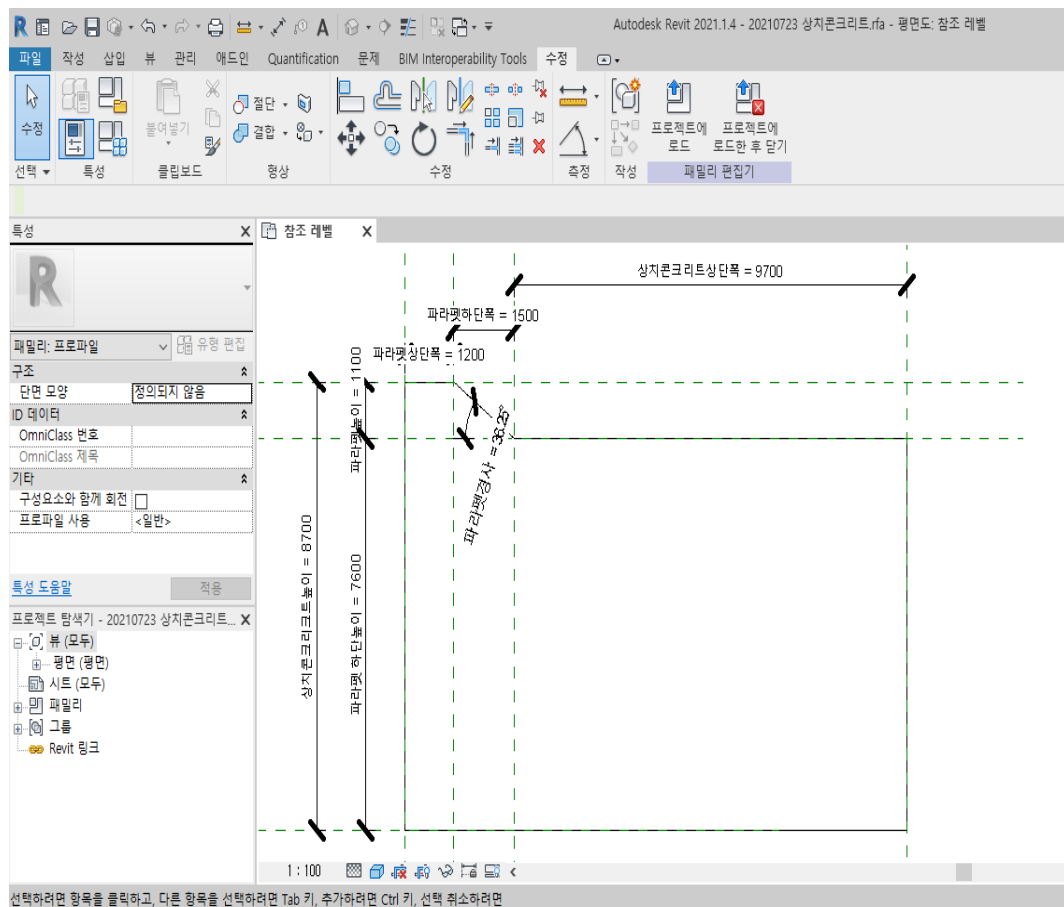 Autodesk Revit 2021.1.4 - 20210723 상치콘크리트.rfa - 평면도: 참조 레벨
파일 작성 삽입 뷰 관리 애드인 Quantification 문제 BIM Interoperability Tools 수정
수정 붙여넣기 절단 결합 프로젝트에 로드 프로젝트에 로드한 후 닫기
선택 특성 클립보드 형상 수정 측정 작성 패밀리 편집기
특성 X
참조 레벨 X
패밀리: 프로파일 유형 편집
구조
단면 모양 정의되지 않음
ID 데이터
OmniClass 번호
OmniClass 제목
기타
구성요소와 함께 회전
프로파일 사용 <일반>
특성 도움말 적용
프로젝트 탐색기 - 20210723 상치콘크리트... X
뷰 (모두)
평면 (평면)
시트 (모두)
패밀리
그룹
Revit 링크
상치콘크리트상단폭 = 9700
파라펫하단폭 = 1500
파라펫상단폭 = 1200
파라펫높이 = 1100
파라펫경사 = 36.25°
상치콘크리크트높이 = 8700
파라펫 하단높이 = 7600
1 : 100
선택하려면 항목을 클릭하고, 다른 항목을 선택하려면 Tab 키, 추가하려면 Ctrl 키, 선택 취소하려면